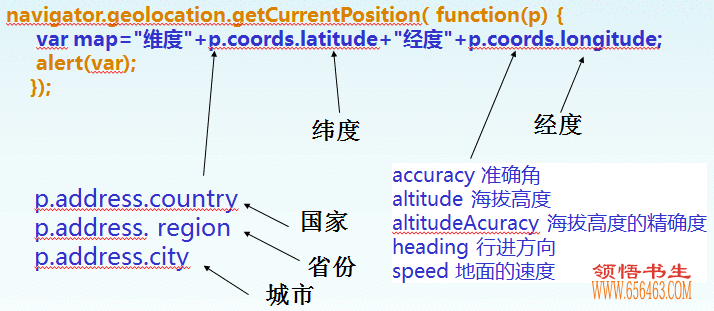 navigator.geolocation.getCurrentPosition( function(p) {
var map="维度"+p.coords.latitude+"经度"+p.coords.longitude;
alert(var);
});
纬度
经度
p.address.country
国家
p.address. region
省份
p.address.city
城市
accuracy 准确角
altitude 海拔高度
altitudeAcuracy 海拔高度的精确度
heading 行进方向
speed 地面的速度
领悟书生
WWW.656463.COM